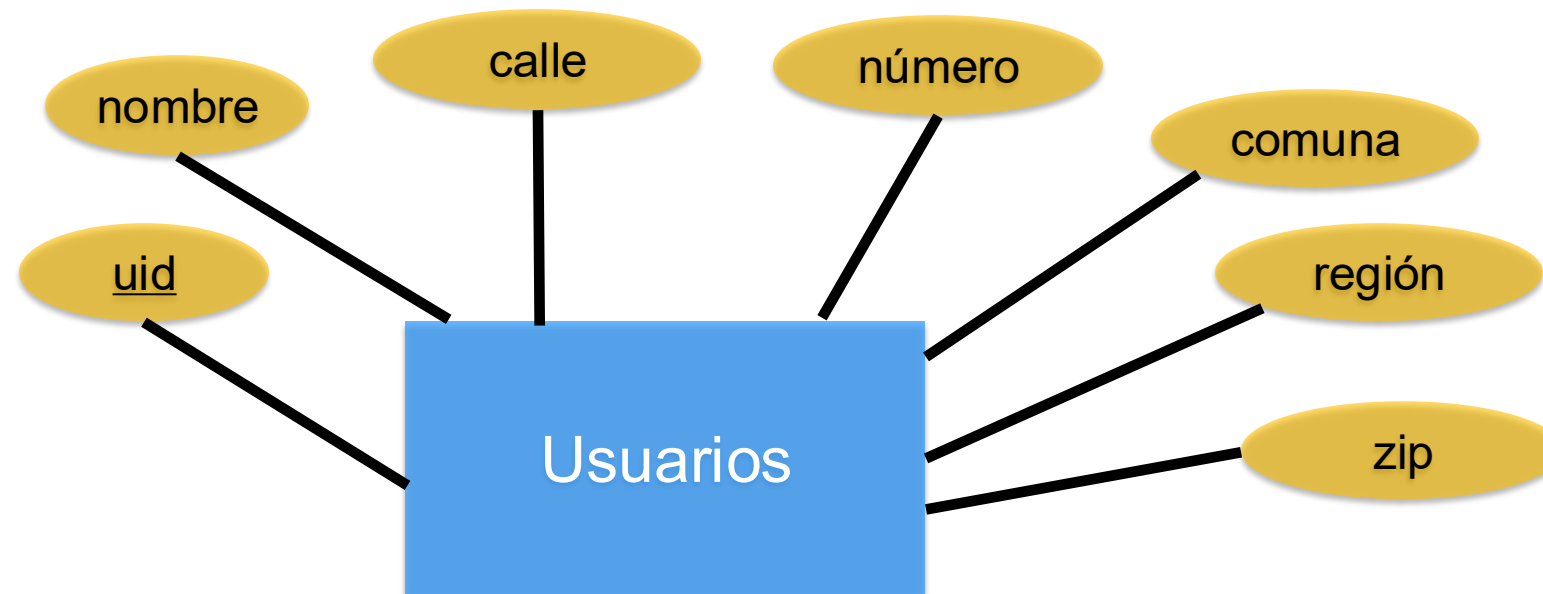 calle
número
nombre
comuna
uid
región
Usuarios
zip